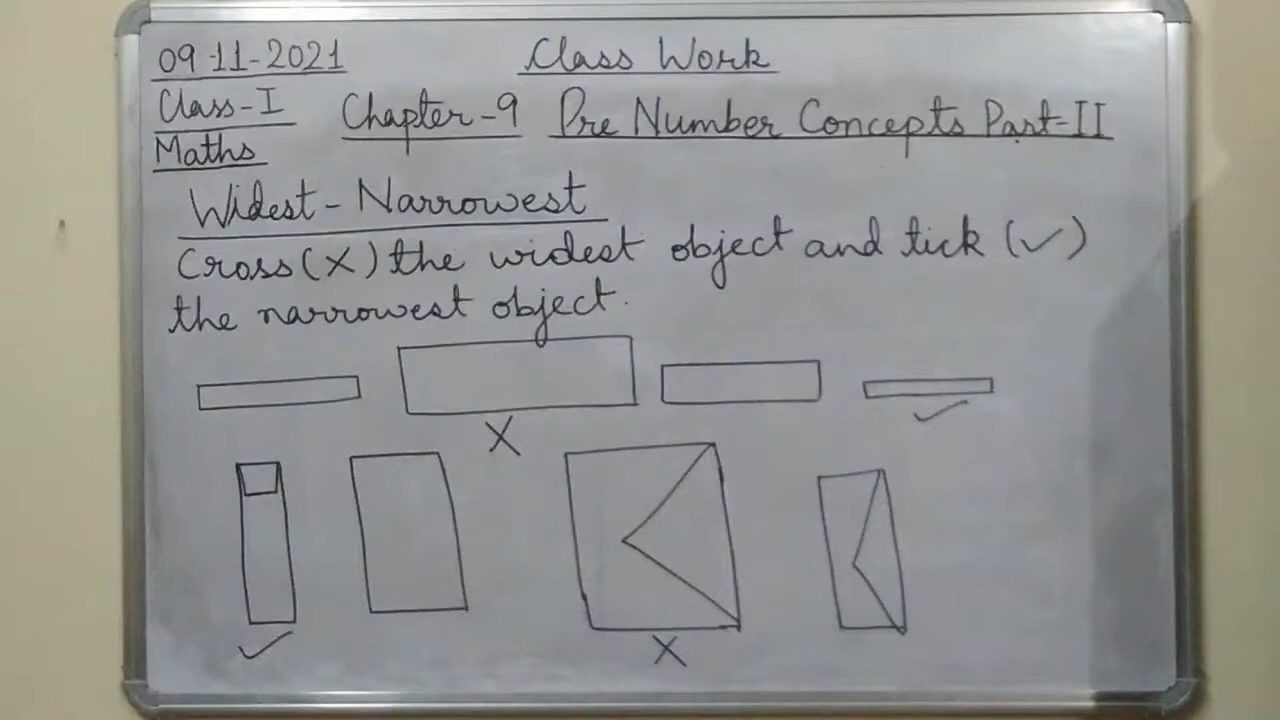 09-11-2021 Class Work
Class-I Chapter-9 Pre Number Concepts Part-II
Maths
Widest-Narrowest
Cross(X) the widest object and tick (✓)
the narrowest object.
X ✓
✓ X